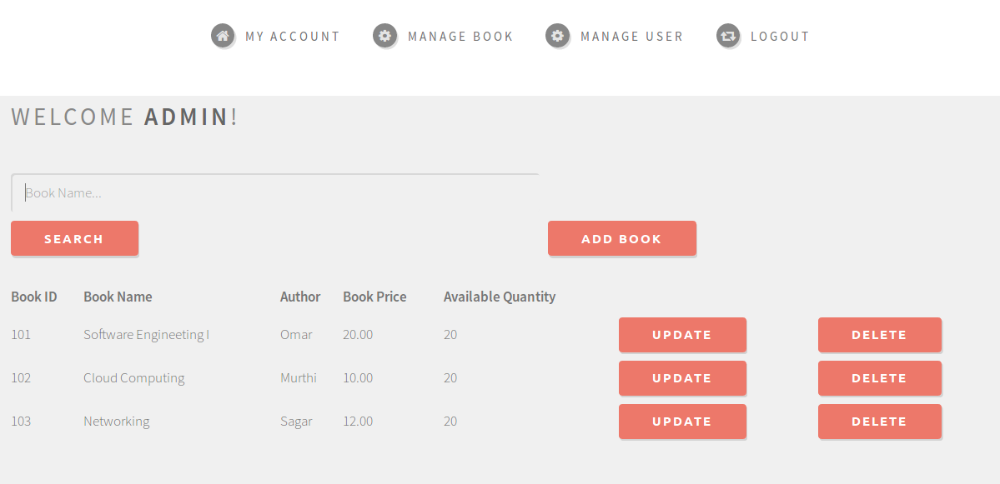 MY ACCOUNT MANAGE BOOK MANAGE USER LOGOUT
WELCOME ADMIN!
Book Name...
SEARCH ADD BOOK
Book ID Book Name Author Book Price Available Quantity
101 Software Engineeting I Omar 20.00 20 UPDATE DELETE
102 Cloud Computing Murthi 10.00 20 UPDATE DELETE
103 Networking Sagar 12.00 20 UPDATE DELETE